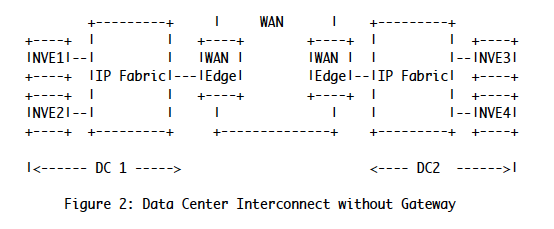 WAN
NVE1 NVE3
IP Fabric WAN Edge WAN Edge IP Fabric
NVE2 NVE4
|<------ DC 1 -----> <---- DC2 ------>|
Figure 2: Data Center Interconnect without Gateway